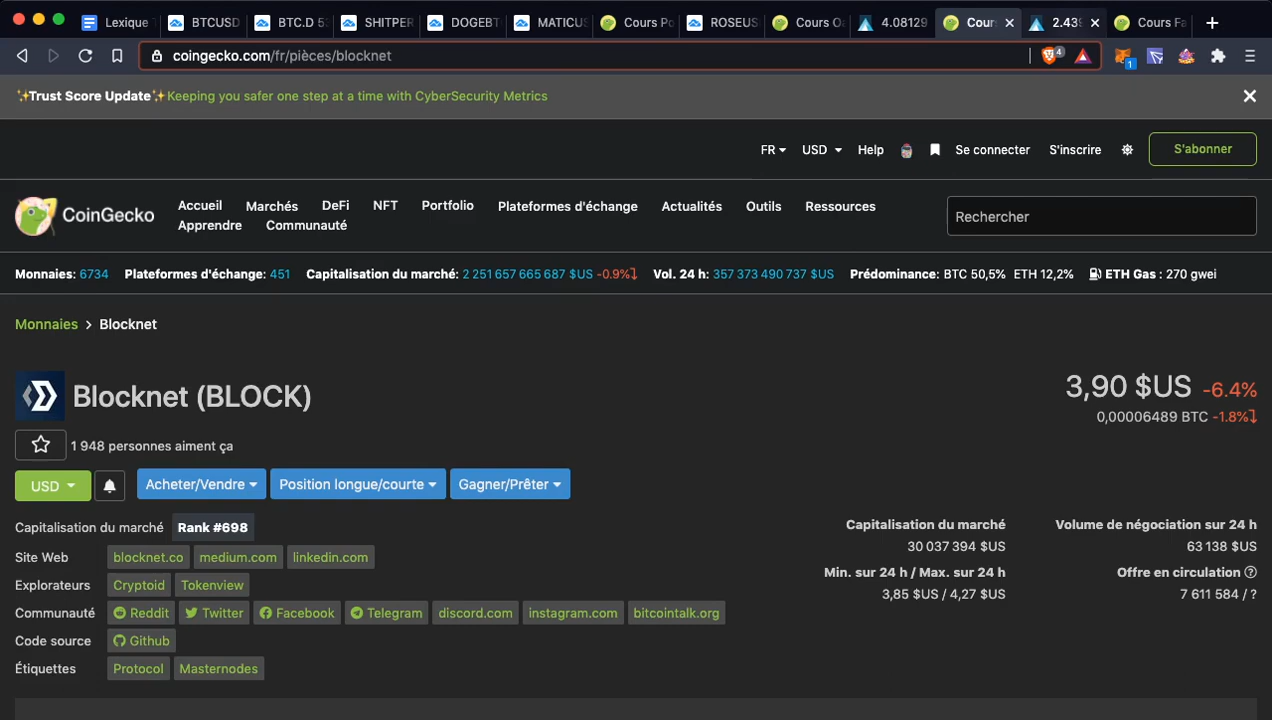 Lexique
BTCUSD
BTC.D 5
SHITPER
DOGEBT
MATICUS
Cours Po
ROSEUS
Cours Oa
4.08129
Cours
2.439
Cours Fa
coingecko.com/fr/pièces/blocknet
4
1
✨Trust Score Update✨Keeping you safer one step at a time with CyberSecurity Metrics
FR USD Help Se connecter S'inscrire S'abonner
CoinGecko
Accueil Marchés DeFi NFT Portfolio Plateformes d'échange Actualités Outils Ressources
Apprendre Communauté
Rechercher
Monnaies: 6734 Plateformes d'échange: 451 Capitalisation du marché: 2 251 657 665 687 $US -0.9% Vol. 24 h: 357 373 490 737 $US Prédominance: BTC 50,5% ETH 12,2% ETH Gas : 270 gwei
Monnaies > Blocknet
Blocknet (BLOCK)
3,90 $US -6.4%
0,00006489 BTC -1.8%
1 948 personnes aiment ça
USD Acheter/Vendre Position longue/courte Gagner/Prêter
Capitalisation du marché Rank #698
Site Web blocknet.co medium.com linkedin.com
Explorateurs Cryptoid Tokenview
Communauté Reddit Twitter Facebook Telegram discord.com instagram.com bitcointalk.org
Code source Github
Étiquettes Protocol Masternodes
Capitalisation du marché
30 037 394 $US
Min. sur 24 h / Max. sur 24 h
3,85 $US / 4,27 $US
Volume de négociation sur 24 h
63 138 $US
Offre en circulation ?
7 611 584 / ?